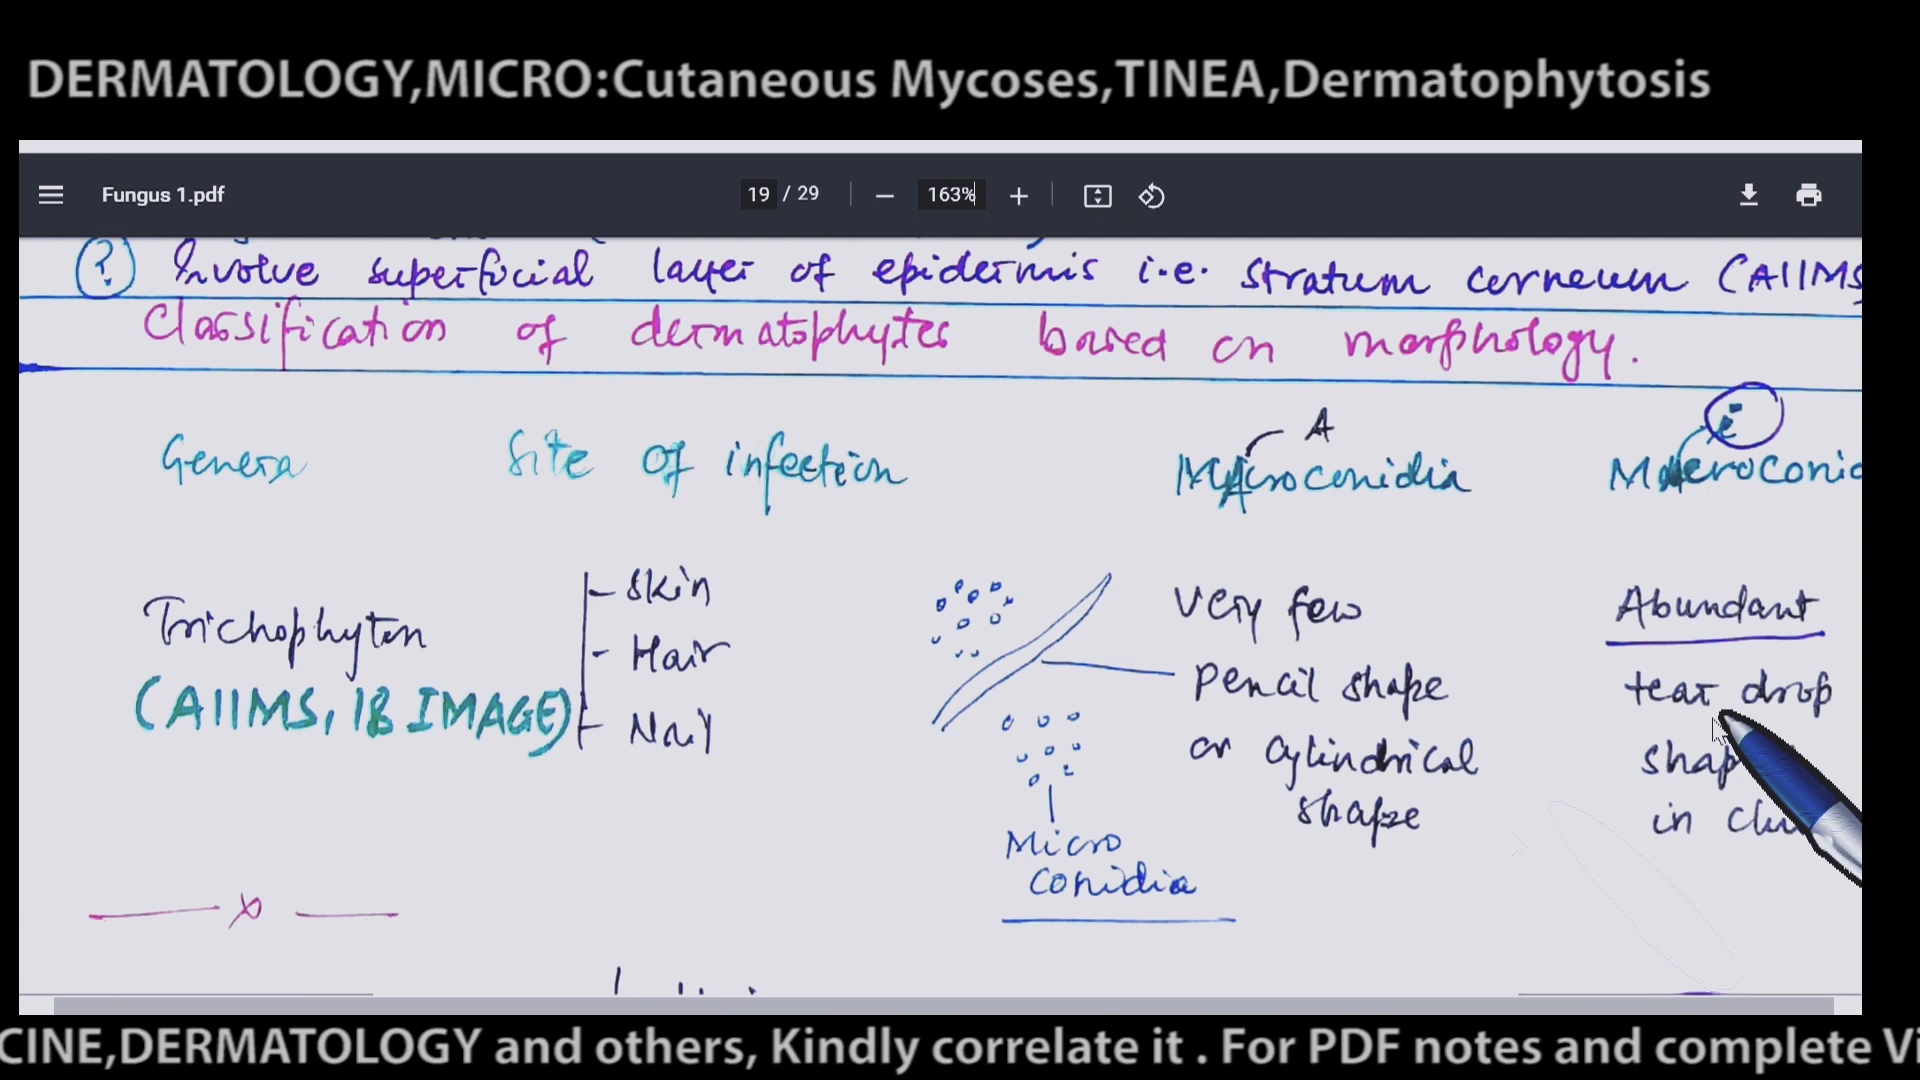 DERMATOLOGY,MICRO:Cutaneous Mycoses,TINEA,Dermatophytosis
Fungus 1.pdf
19 / 29
163%
? Involve superficial layer of epidermis i.e. stratum corneum (AIIMS
Classification of dermatophytes based on morphology.
A
Genera Site of infection Macroconidia
Trichophyton
(AIIMS, 18 IMAGE)
Skin
Hair
Nail
Micro
Conidia
Very few
Pencil shape
or Cylindrical
shape
Abundant
tear drop
in
CINE,DERMATOLOGY and others, Kindly correlate it . For PDF notes and complete Vi